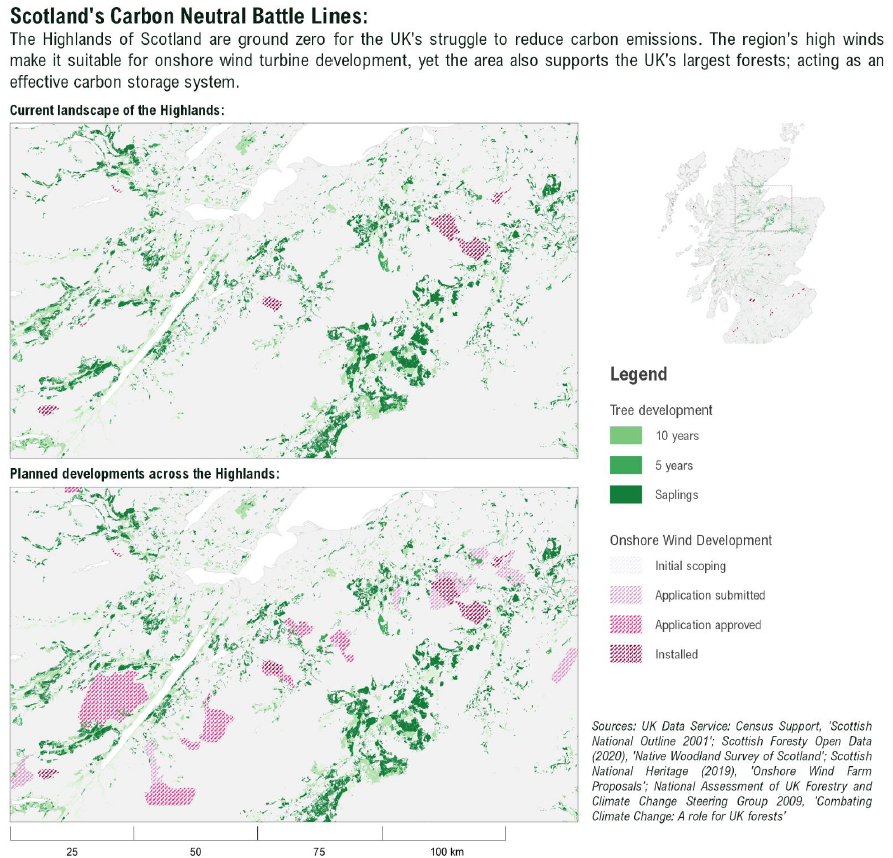 Scotland's Carbon Neutral Battle Lines:
The Highlands of Scotland are ground zero for the UK's struggle to reduce carbon emissions. The region's high winds
make it suitable for onshore wind turbine development, yet the area also supports the UK's largest forests; acting as an
effective carbon storage system.
Current landscape of the Highlands:
Planned developments across the Highlands:
25 50 75 100 km
Legend
Tree development
10 years
5 years
Saplings
Onshore Wind Development
Initial scoping
Application submitted
Application approved
Installed
Sources: UK Data Service: Census Support, 'Scottish
National Outline 2001'; Scottish Foresty Open Data
(2020), 'Native Woodland Survey of Scotland'; Scottish
National Heritage (2019), 'Onshore Wind Farm
Proposals'; National Assessment of UK Forestry and
Climate Change Steering Group 2009, 'Combating
Climate Change: A role for UK forests'